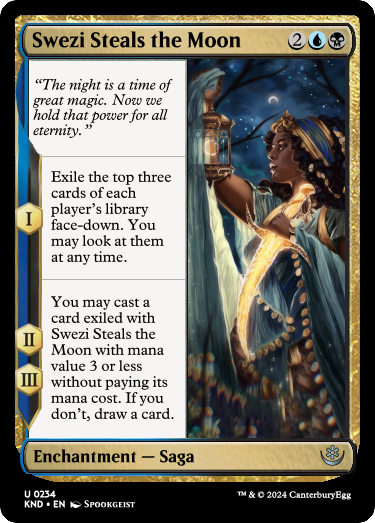 Swezi Steals the Moon 2
“The night is a time of
great magic. Now we
hold that power for all
eternity.”
I
Exile the top three
cards of each
player’s library
face-down. You
may look at them
at any time.
II
III
You may cast a
card exiled with
Swezi Steals the
Moon with mana
value 3 or less
without paying its
mana cost. If you
don’t, draw a card.
Enchantment — Saga
U 0234
KND • EN Spookgeist
™ & © 2024 CanterburyEgg